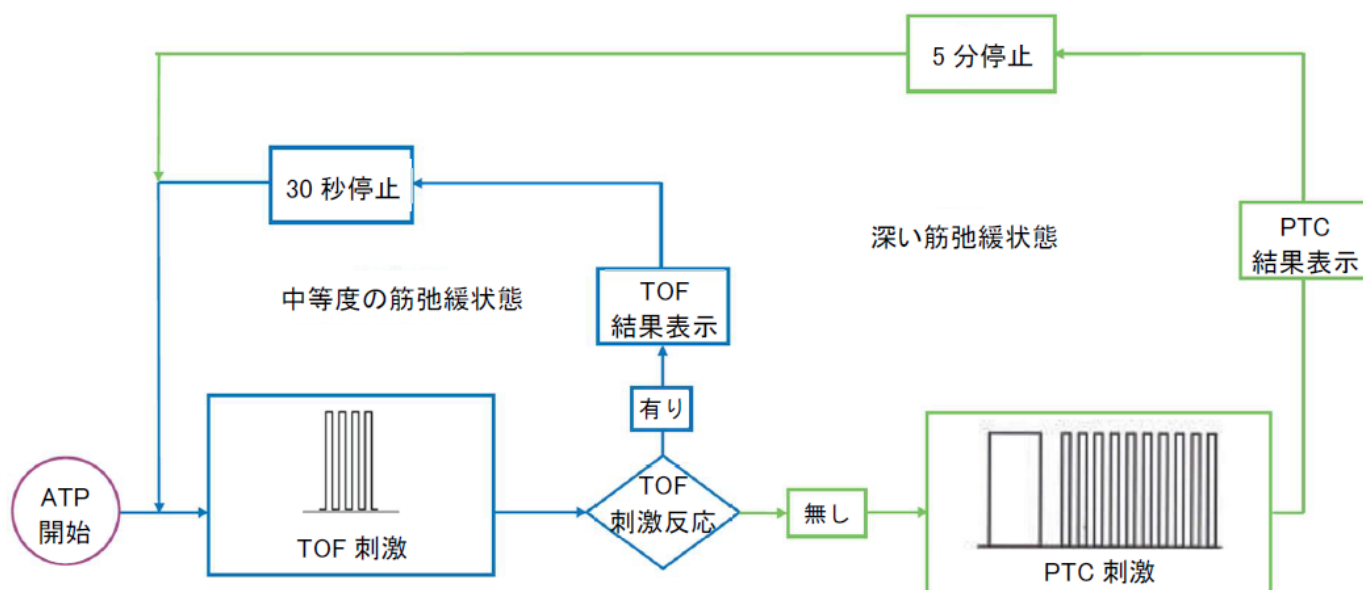 5 分停止
30 秒停止
深い筋弛緩状態
PTC
結果表示
中等度の筋弛緩状態
TOF
結果表示
有り
ATP
開始
TOF 刺激
TOF
刺激反応
無し
PTC 刺激